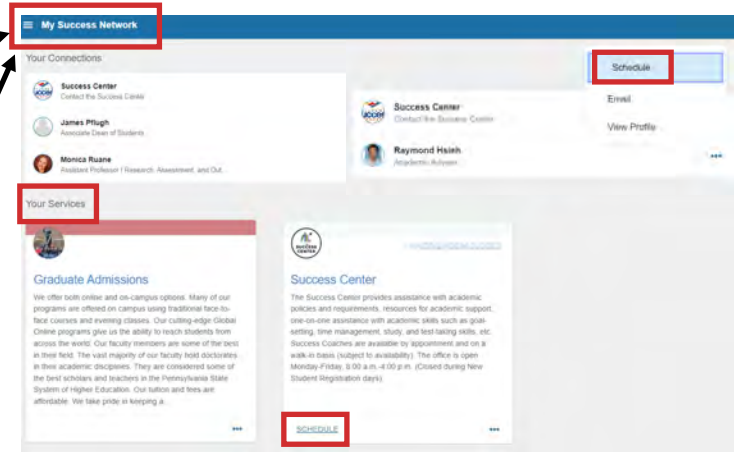 My Success Network
Your Connections
Success Center
Contact the Success Center
James Pflugh
Associate Dean of Students
Monica Ruane
Assistant Professor / Research, Assessment, and Out...
Success Center
Contact the Success Center
Raymond Hsieh
Academic Advisor
Schedule
Email
View Profile
Your Services
Graduate Admissions
We offer both online and on-campus options. Many of our
programs are offered on campus using traditional face-to-
face courses and evening classes. Our cutting-edge Global
Online programs give us the ability to reach students from
across the world. Our faculty members are some of the best
in their field. The vast majority of our faculty hold doctorates
in their academic disciplines. They are considered some of
the best scholars and teachers in the Pennsylvania State
System of Higher Education. Our tuition and fees are
affordable. We take pride in keeping a...
SUCCESS
CENTER
Success Center
The Success Center provides assistance with academic
policies and requirements, resources for academic support,
one-on-one assistance with academic skills such as goal-
setting, time management, study, and test-taking skills, etc.
Success Coaches are available by appointment and on a
walk-in basis (subject to availability). The office is open
Monday-Friday, 8:00 a.m.-4:00 p.m. (Closed during New
Student Registration days)
SCHEDULE